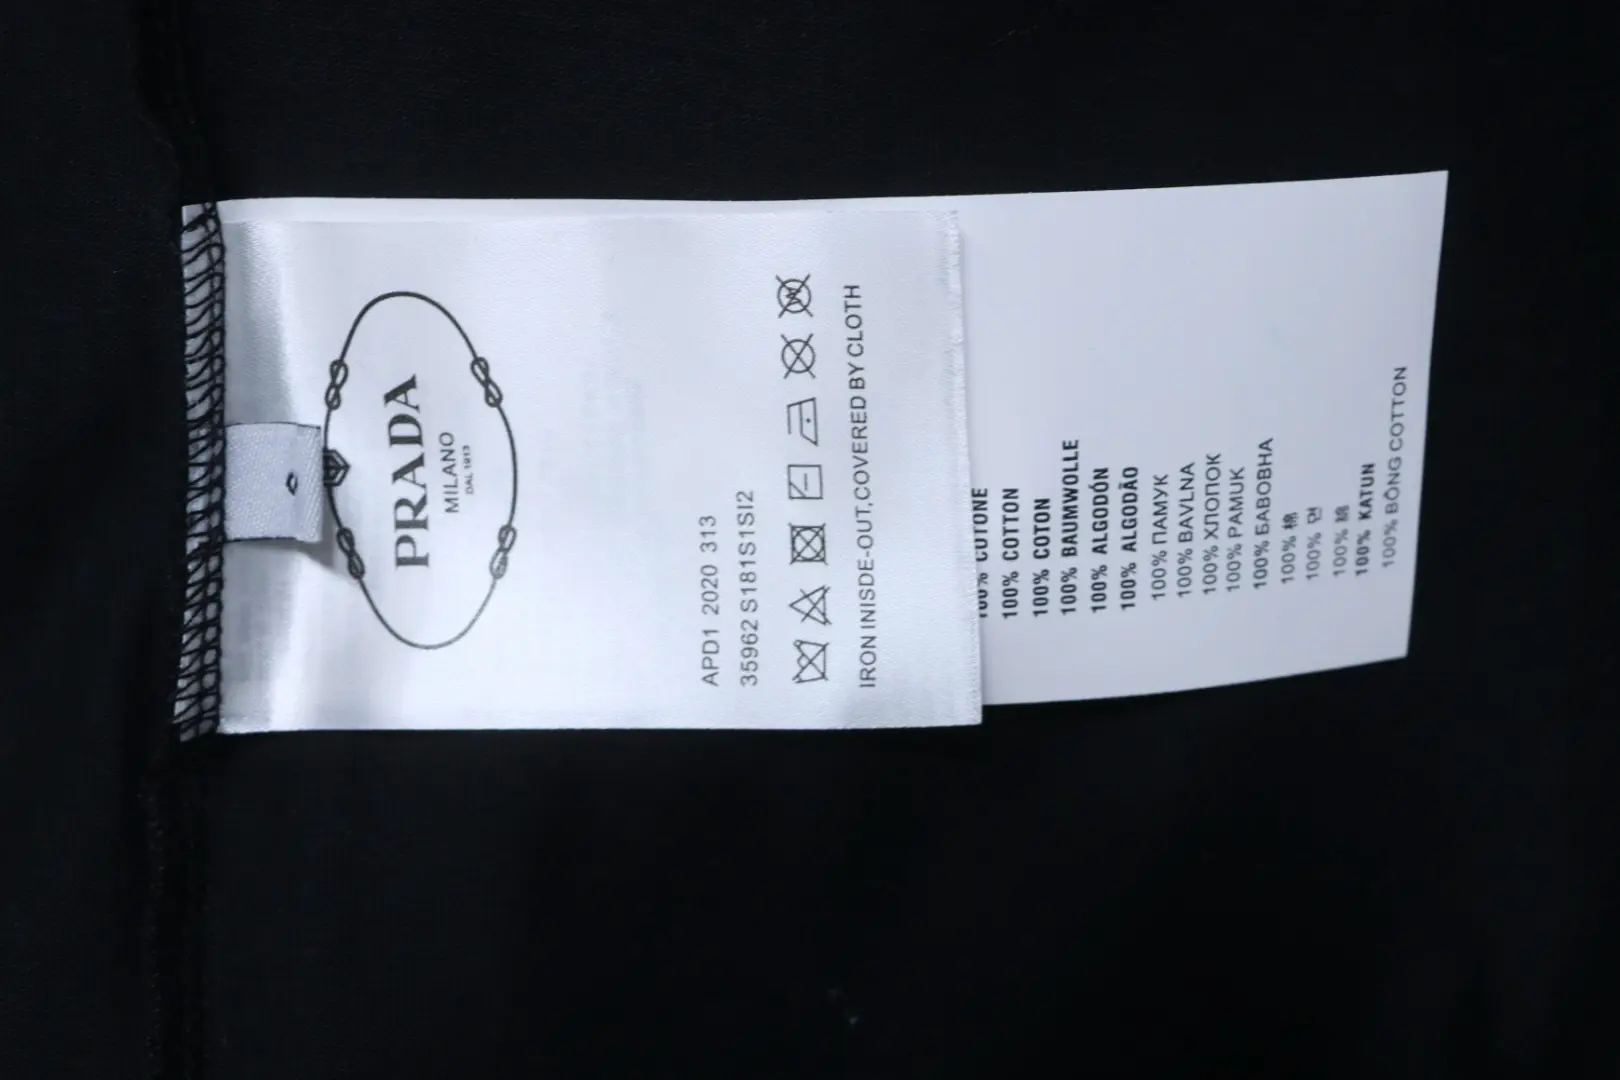 PRADA
MILANO
DAL 1913
APD1 2020 313
35962 S181S1SI2
IRON INISDE-OUT,COVERED BY CLOTH
100% COTONE
100% COTTON
100% COTON
100% BAUMWOLLE
100% ALGODÓN
100% ALGODÃO
100% ПАМУК
100% BAVLNA
100% ХЛОПОК
100% PAMUK
100% БАВОВНА
100% 棉
100% 면
100% 綿
100% KATUN
100% BÔNG COTTON